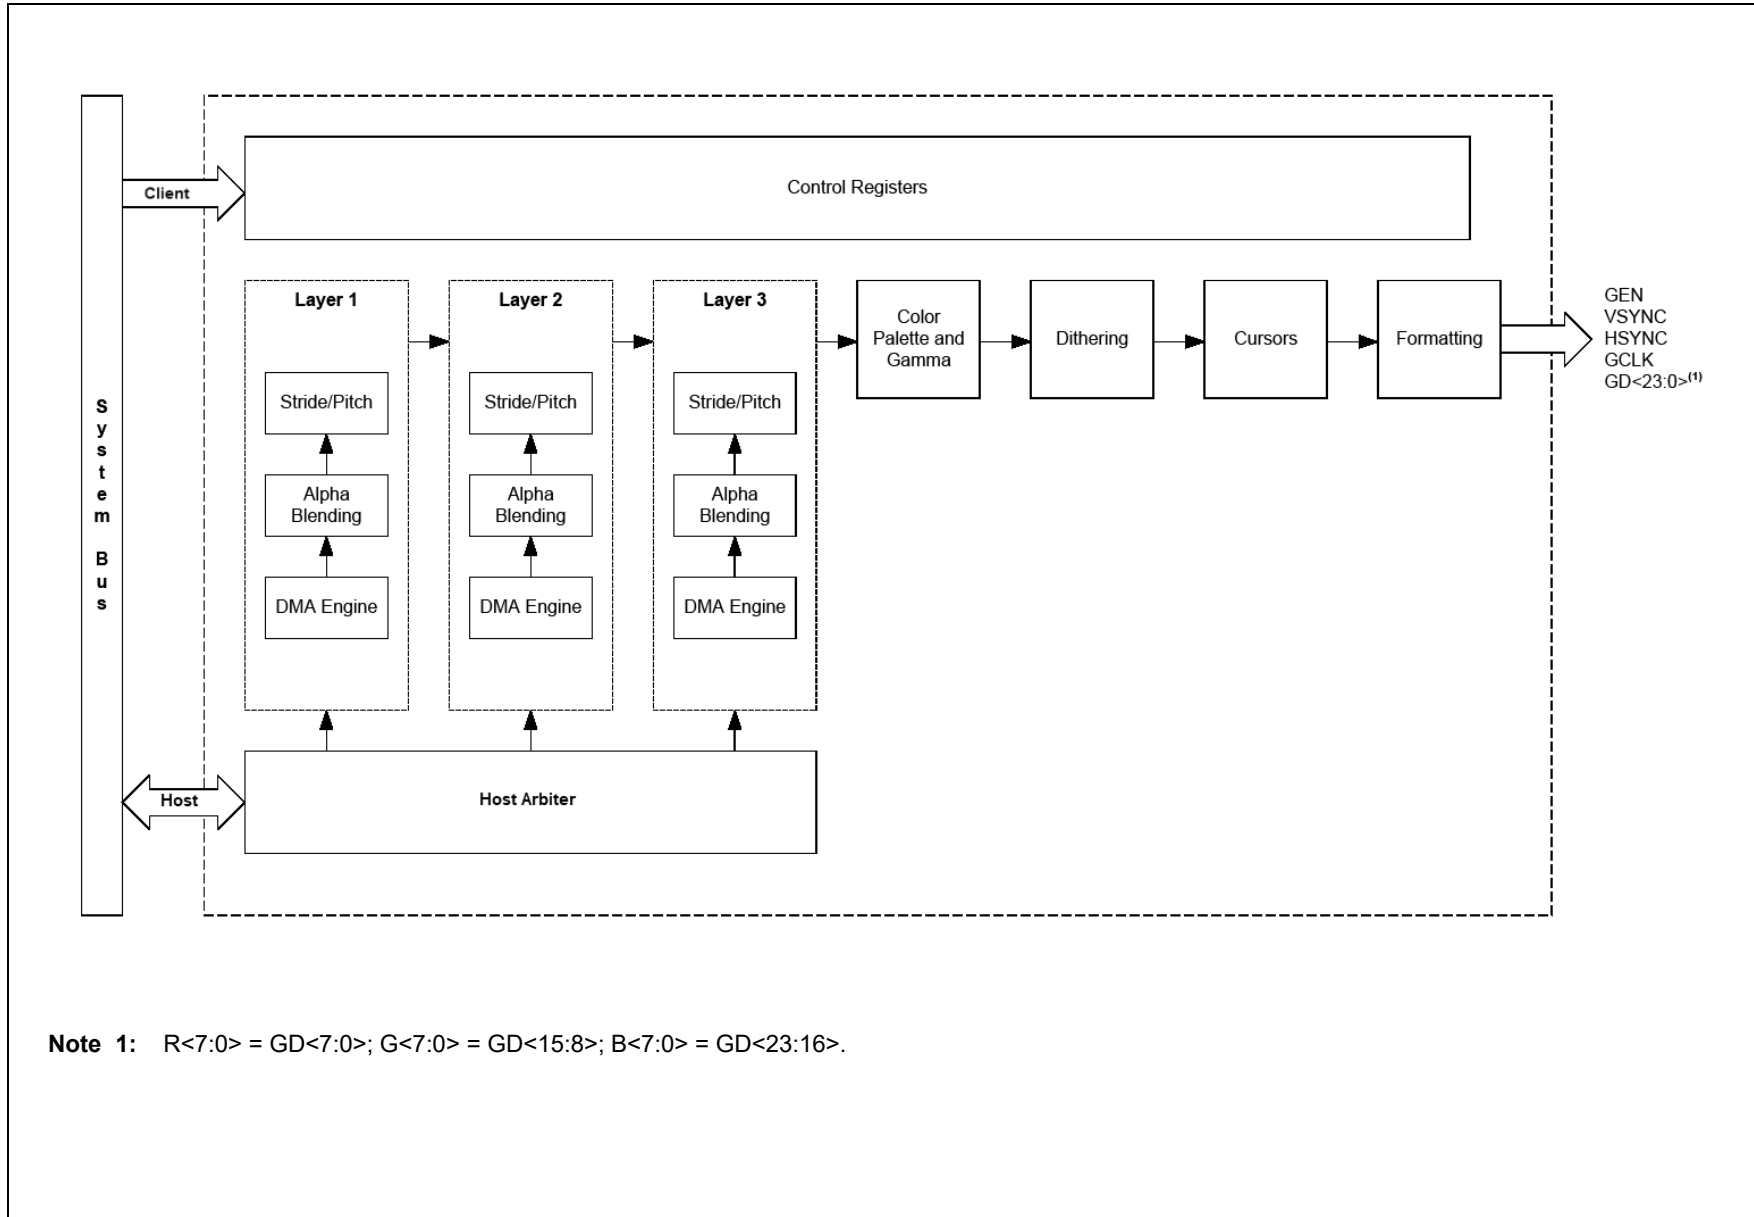 System Bus
Client
Control Registers
Layer 1
Layer 2
Layer 3
Stride/Pitch
Stride/Pitch
Stride/Pitch
Alpha
Blending
Alpha
Blending
Alpha
Blending
DMA Engine
DMA Engine
DMA Engine
Color
Palette and
Gamma
Dithering
Cursors
Formatting
GEN
VSYNC
HSYNC
GCLK
GD<23:0>(1)
Host
Host Arbiter
Note 1: R<7:0> = GD<7:0>; G<7:0> = GD<15:8>; B<7:0> = GD<23:16>.